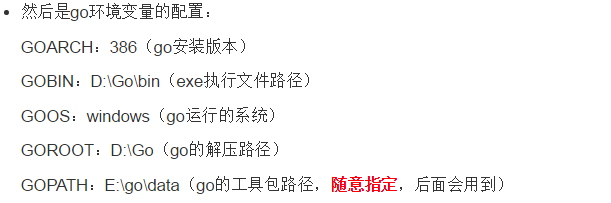 然后是go环境变量的配置：
GOARCH：386（go安装版本）
GOBIN：D:\Go\bin（exe执行文件路径）
GOOS：windows（go运行的系统）
GOROOT：D:\Go（go的解压路径）
GOPATH：E:\go\data（go的工具包路径，随意指定，后面会用到）